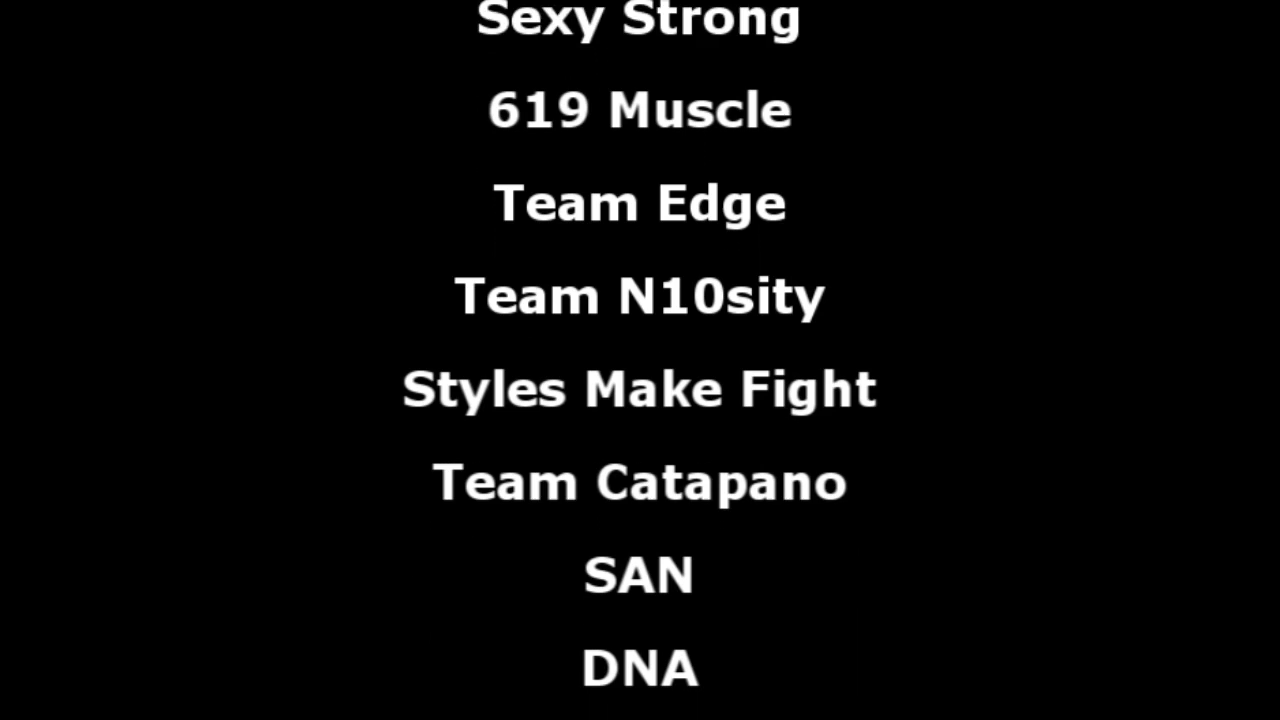 Sexy Strong
619 Muscle
Team Edge
Team N10sity
Styles Make Fight
Team Catapano
SAN
DNA